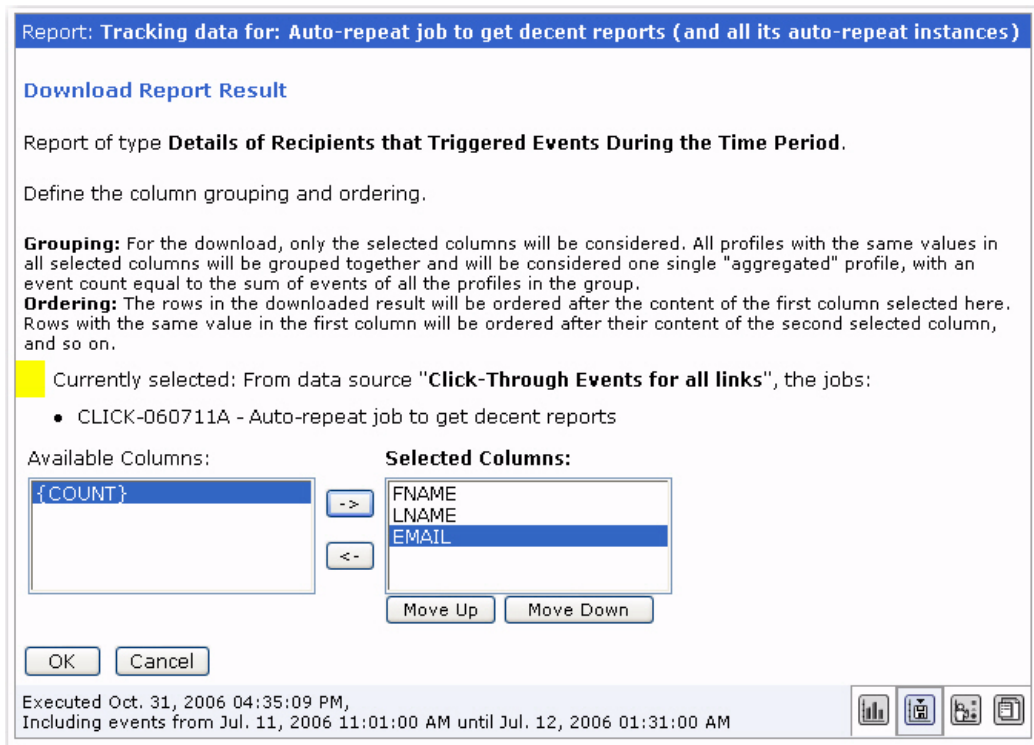 Report: Tracking data for: Auto-repeat job to get decent reports (and all its auto-repeat instances)
Download Report Result
Report of type Details of Recipients that Triggered Events During the Time Period.
Define the column grouping and ordering.
Grouping: For the download, only the selected columns will be considered. All profiles with the same values in
all selected columns will be grouped together and will be considered one single "aggregated" profile, with an
event count equal to the sum of events of all the profiles in the group.
Ordering: The rows in the downloaded result will be ordered after the content of the first column selected here.
Rows with the same value in the first column will be ordered after their content of the second selected column,
and so on.
Currently selected: From data source "Click-Through Events for all links", the jobs:
• CLICK-060711A - Auto-repeat job to get decent reports
Available Columns: Selected Columns:
{COUNT} -> FNAME
LNAME
EMAIL
<-
Move Up Move Down
OK Cancel
Executed Oct. 31, 2006 04:35:09 PM,
Including events from Jul. 11, 2006 11:01:00 AM until Jul. 12, 2006 01:31:00 AM